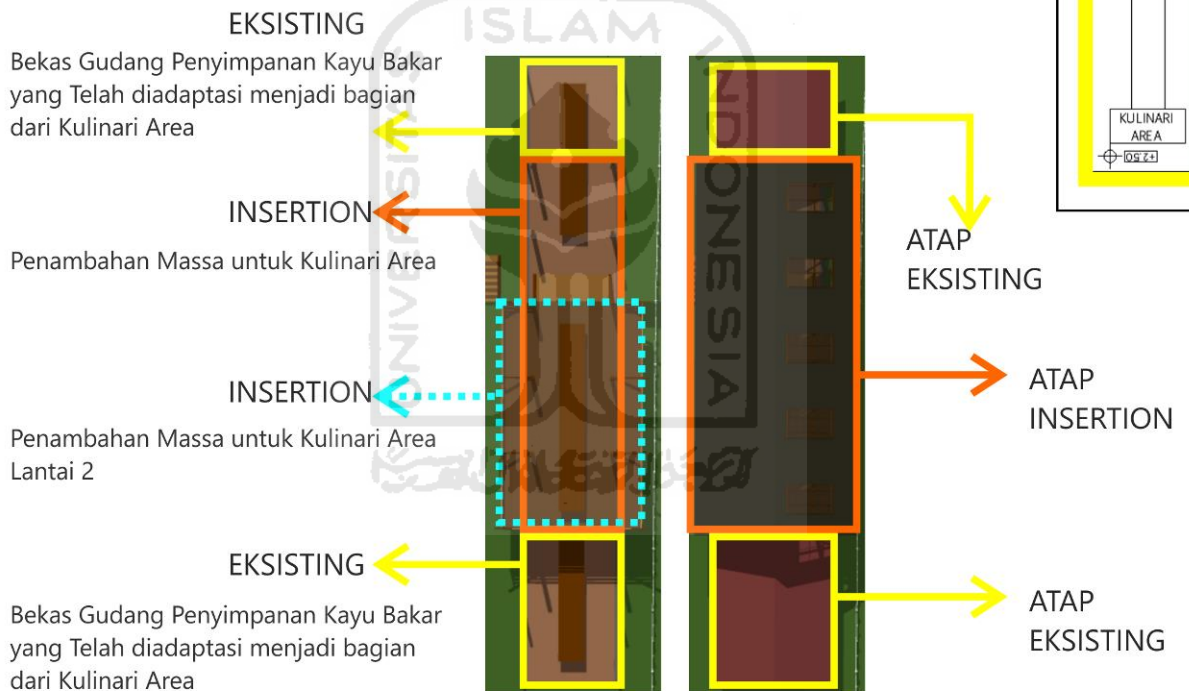 EKSISTING
Bekas Gudang Penyimpanan Kayu Bakar
yang Telah diadaptasi menjadi bagian
dari Kulinari Area
INSERTION
Penambahan Massa untuk Kulinari Area
INSERTION
Penambahan Massa untuk Kulinari Area
Lantai 2
EKSISTING
Bekas Gudang Penyimpanan Kayu Bakar
yang Telah diadaptasi menjadi bagian
dari Kulinari Area
UNIVERSITAS
ISLAM
INDONESIA
ATAP
EKSISTING
ATAP
INSERTION
ATAP
EKSISTING
KULINARI
AREA
+2.50